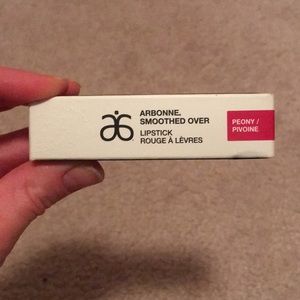 ARBONNE,
SMOOTHED OVER
LIPSTICK
ROUGE À LÈVRES
PEONY /
PIVOINE